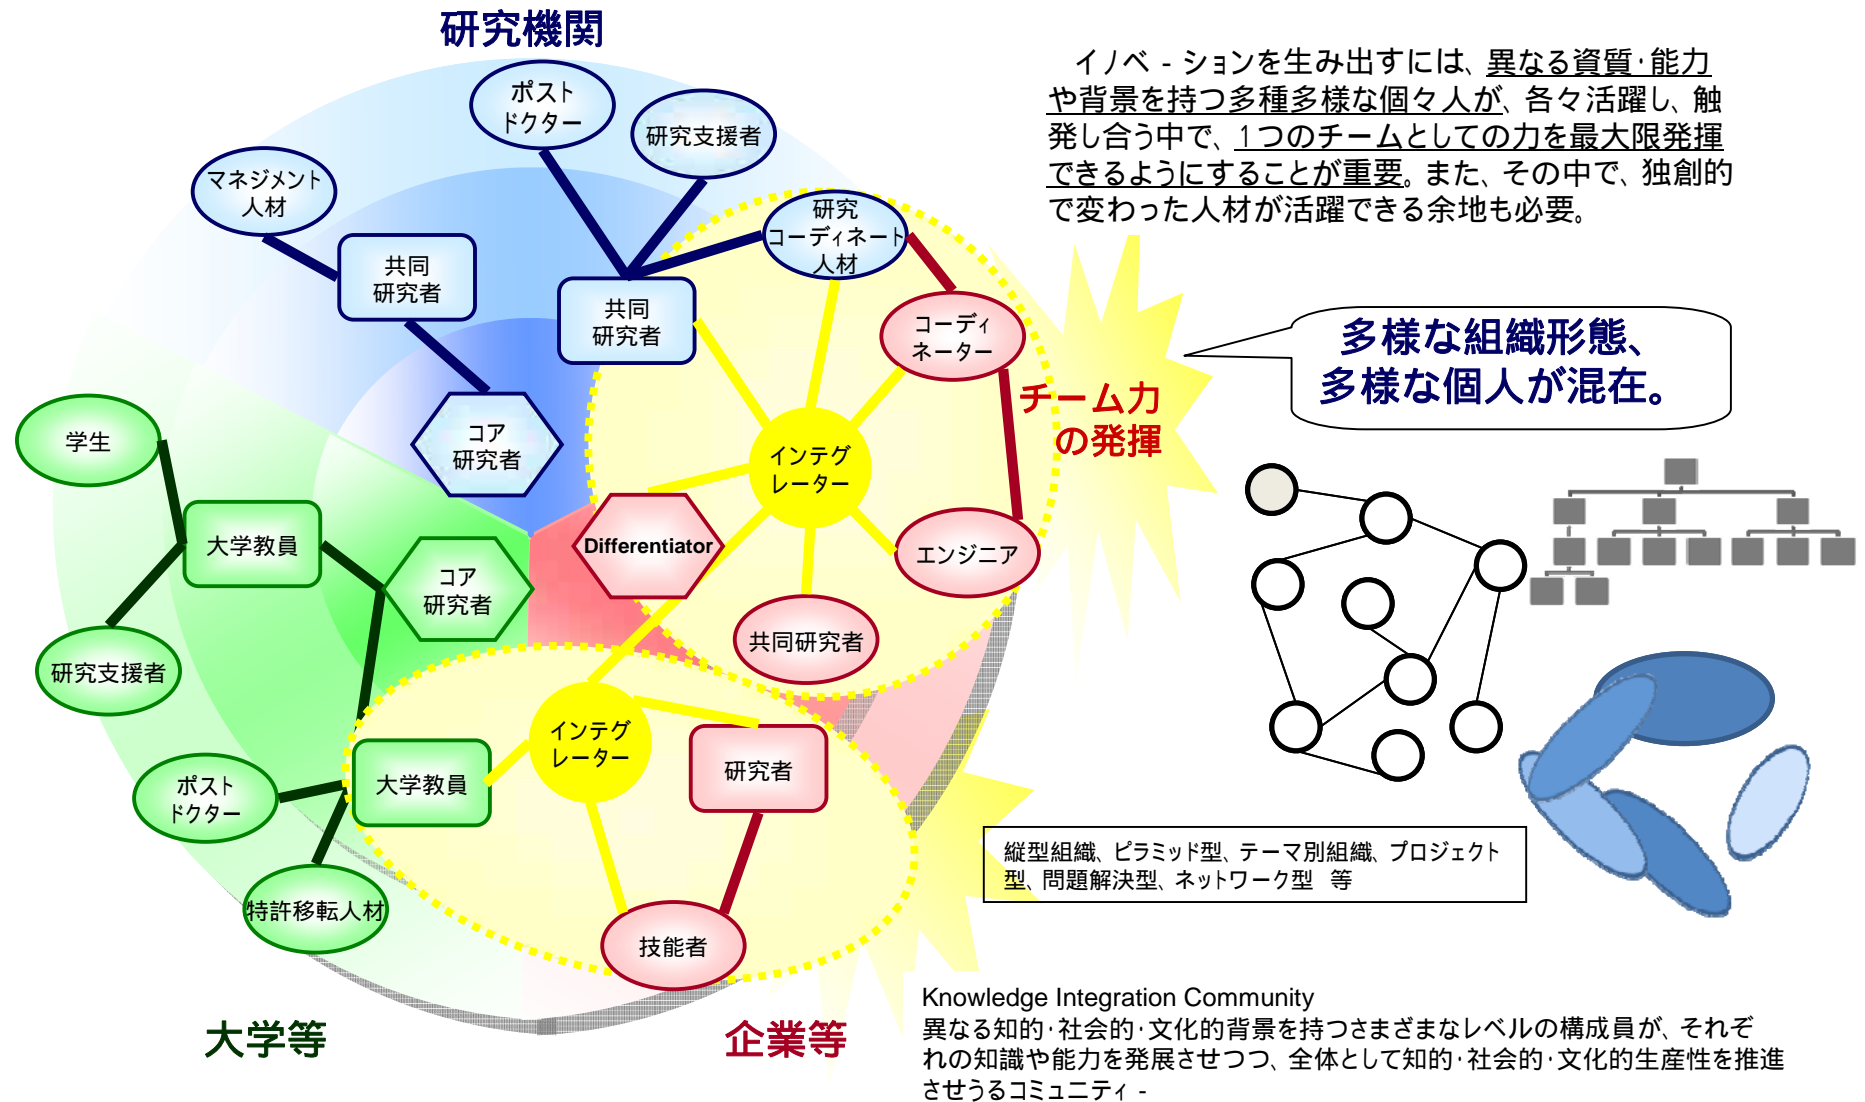 研究機関
イノベ - ションを生み出すには、異なる資質・能力
や背景を持つ多種多様な個々人が、各々活躍し、触
発し合う中で、1つのチームとしての力を最大限発揮
できるようにすることが重要。また、その中で、独創的
で変わった人材が活躍できる余地も必要。
ポスト
ドクター
研究支援者
マネジメント
人材
研究
コーディネート
人材
共同
研究者
共同
研究者
コーディ
ネーター
多様な組織形態、
多様な個人が混在。
チーム力
の発揮
学生
コア
研究者
インテグ
レーター
大学教員
Differentiator
エンジニア
コア
研究者
共同研究者
研究支援者
インテグ
レーター
研究者
大学教員
ポスト
ドクター
縦型組織、ピラミッド型、テーマ別組織、プロジェクト
型、問題解決型、ネットワーク型 等
特許移転人材
技能者
大学等
企業等
Knowledge Integration Community
異なる知的・社会的・文化的背景を持つさまざまなレベルの構成員が、それぞ
れの知識や能力を発展させつつ、全体として知的・社会的・文化的生産性を推進
させうるコミュニティ -